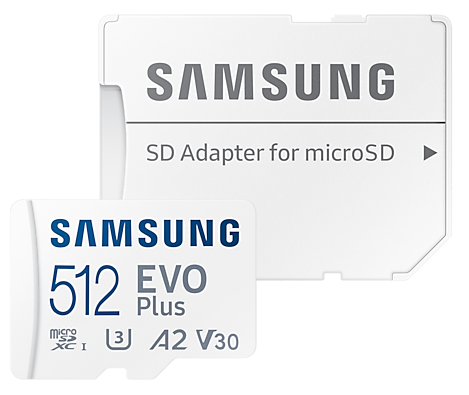 SAMSUNG
SD Adapter for microSD ▶
SAMSUNG
512 EVO Plus
micro SD XC I U3 A2 V30